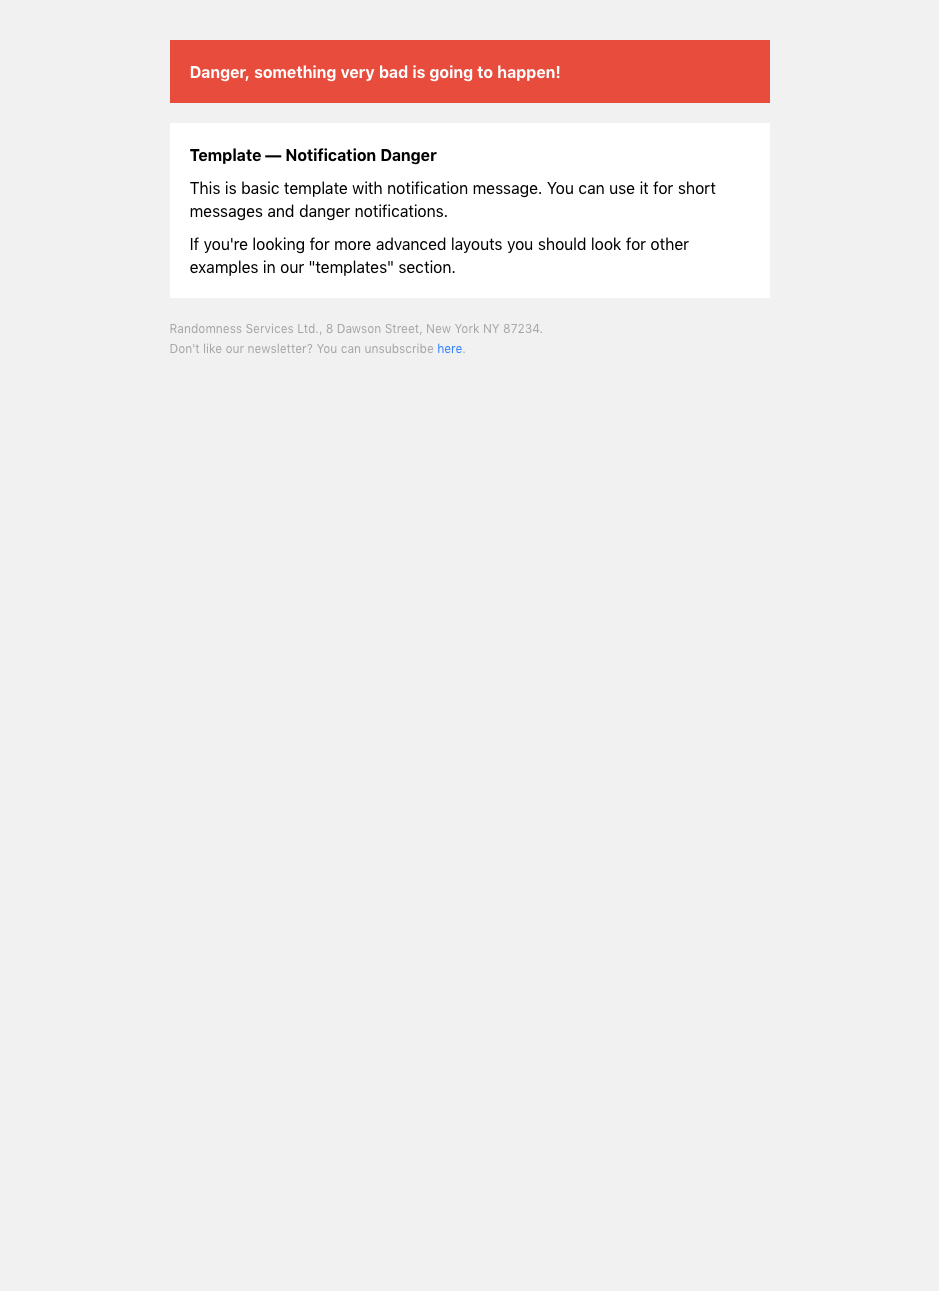 Danger, something very bad is going to happen!
Template — Notification Danger
This is basic template with notification message. You can use it for short
messages and danger notifications.
If you're looking for more advanced layouts you should look for other
examples in our "templates" section.
Randomness Services Ltd., 8 Dawson Street, New York NY 87234.
Don't like our newsletter? You can unsubscribe here.